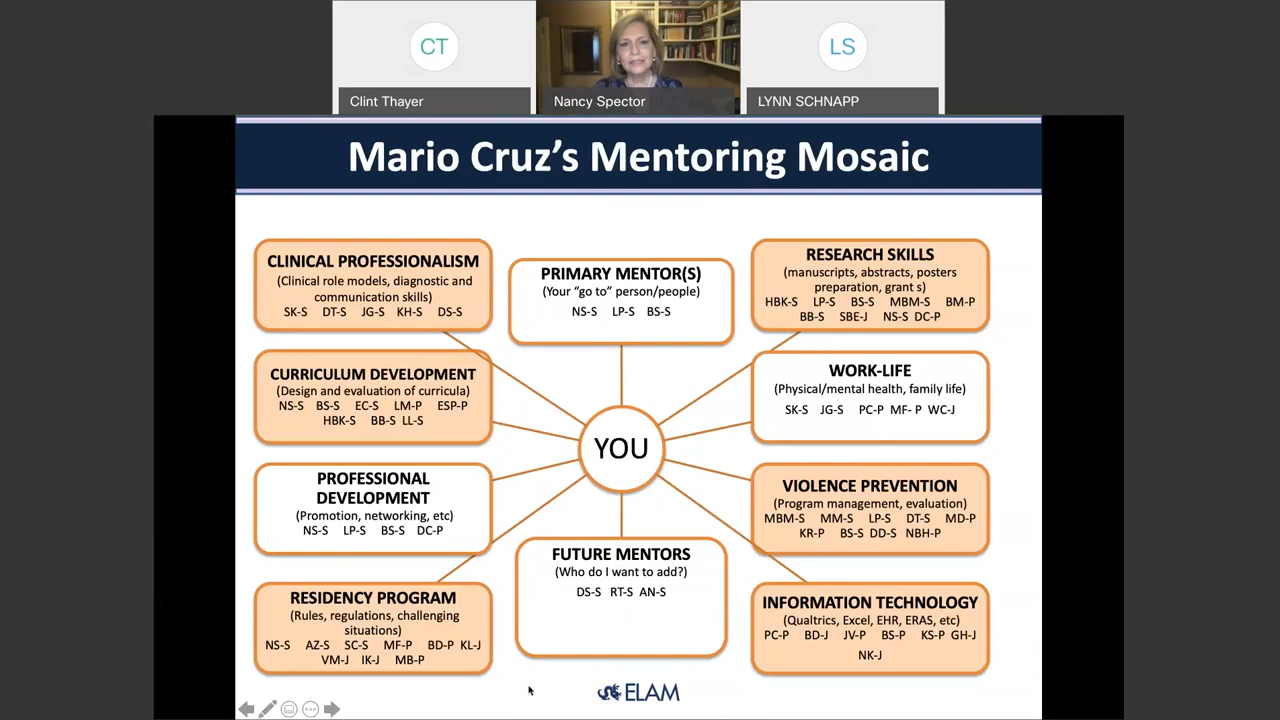 CT
LS
Clint Thayer
Nancy Spector
LYNN SCHNAPP
Mario Cruz's Mentoring Mosaic
CLINICAL PROFESSIONALISM
(Clinical role models, diagnostic and
communication skills)
SK-S DT-S JG-S KH-S DS-S
PRIMARY MENTOR(S)
(Your "go to" person/people)
NS-S LP-S BS-S
RESEARCH SKILLS
(manuscripts, abstracts, posters
preparation, grant s)
HBK-S LP-S BS-S MBM-S BM-P
BB-S SBE-J NS-S DC-P
CURRICULUM DEVELOPMENT
(Design and evaluation of curricula)
NS-S BS-S EC-S LM-P ESP-P
HBK-S BB-S LL-S
WORK-LIFE
(Physical/mental health, family life)
SK-S JG-S PC-P MF- P WC-J
YOU
PROFESSIONAL
DEVELOPMENT
(Promotion, networking, etc)
NS-S LP-S BS-S DC-P
VIOLENCE PREVENTION
(Program management, evaluation)
MBM-S MM-S LP-S DT-S MD-P
KR-P BS-S DD-S NBH-P
FUTURE MENTORS
(Who do I want to add?)
DS-S RT-S AN-S
RESIDENCY PROGRAM
(Rules, regulations, challenging
situations)
NS-S AZ-S SC-S MF-P BD-P KL-J
VM-J IK-J MB-P
INFORMATION TECHNOLOGY
(Qualtrics, Excel, EHR, ERAS, etc)
PC-P BD-J JV-P BS-P KS-P GH-J
NK-J
ELAM